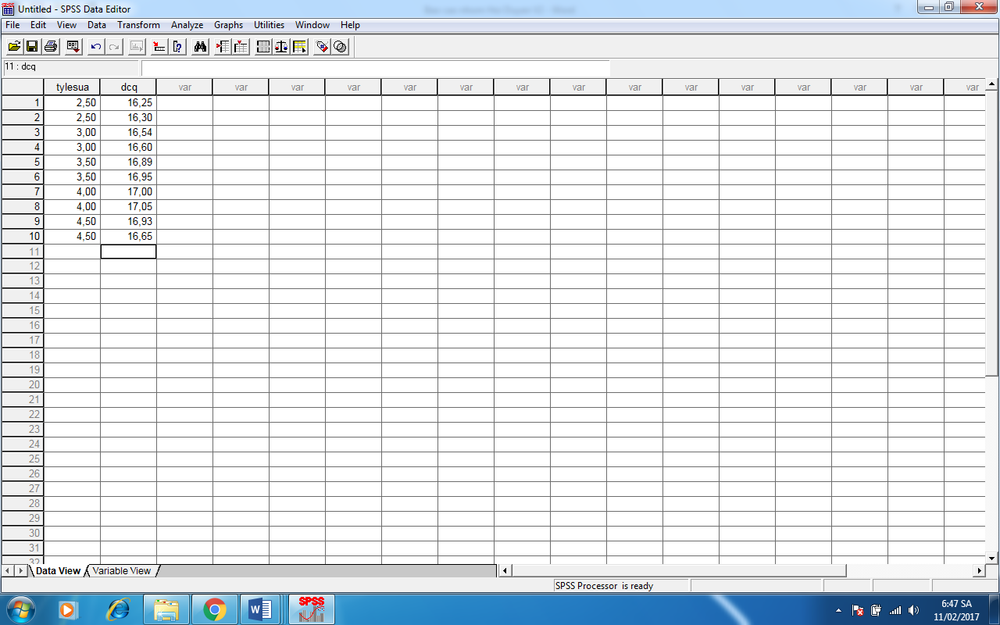 Untitled - SPSS Data Editor
File Edit View Data Transform Analyze Graphs Utilities Window Help
11 : dcq
tylesua dcq var var var var var var var var var var var var var var var
1 2,50 16,25
2 2,50 16,30
3 3,00 16,54
4 3,00 16,60
5 3,50 16,89
6 3,50 16,95
7 4,00 17,00
8 4,00 17,05
9 4,50 16,93
10 4,50 16,65
11
12
13
14
15
16
17
18
19
20
21
22
23
24
25
26
27
28
29
30
31
32
Data View Variable View
SPSS Processor is ready
SPSS
6:47 SA
11/02/2017